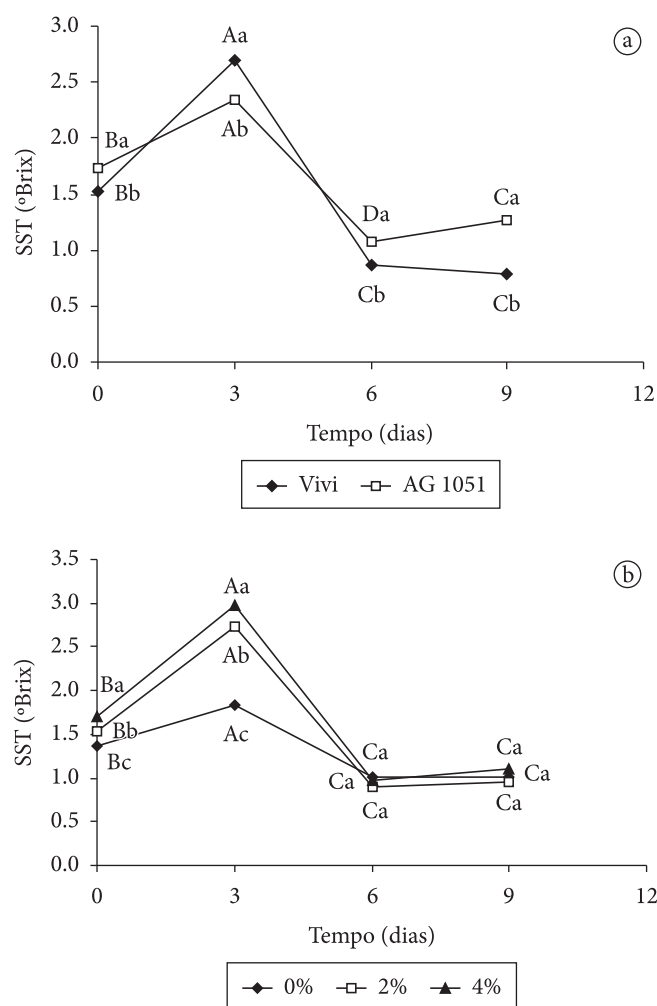 3.0
Aa
a
2.5
2.0
Ab
Ba
SST (ºBrix)
1.5
Bb
Da
Ca
1.0
Cb
Cb
0.5
0.0
0 3 6 9 12
Tempo (dias)
Vivi AG 1051
3.5
b
3.0
Aa
2.5
Ab
2.0
Ba
SST (ºBrix)
1.5
Bb
Ac
Bc
Ca
Ca
1.0
Ca
Ca
Ca
Ca
0.5
0.0
0 3 6 9 12
Tempo (dias)
0% 2% 4%